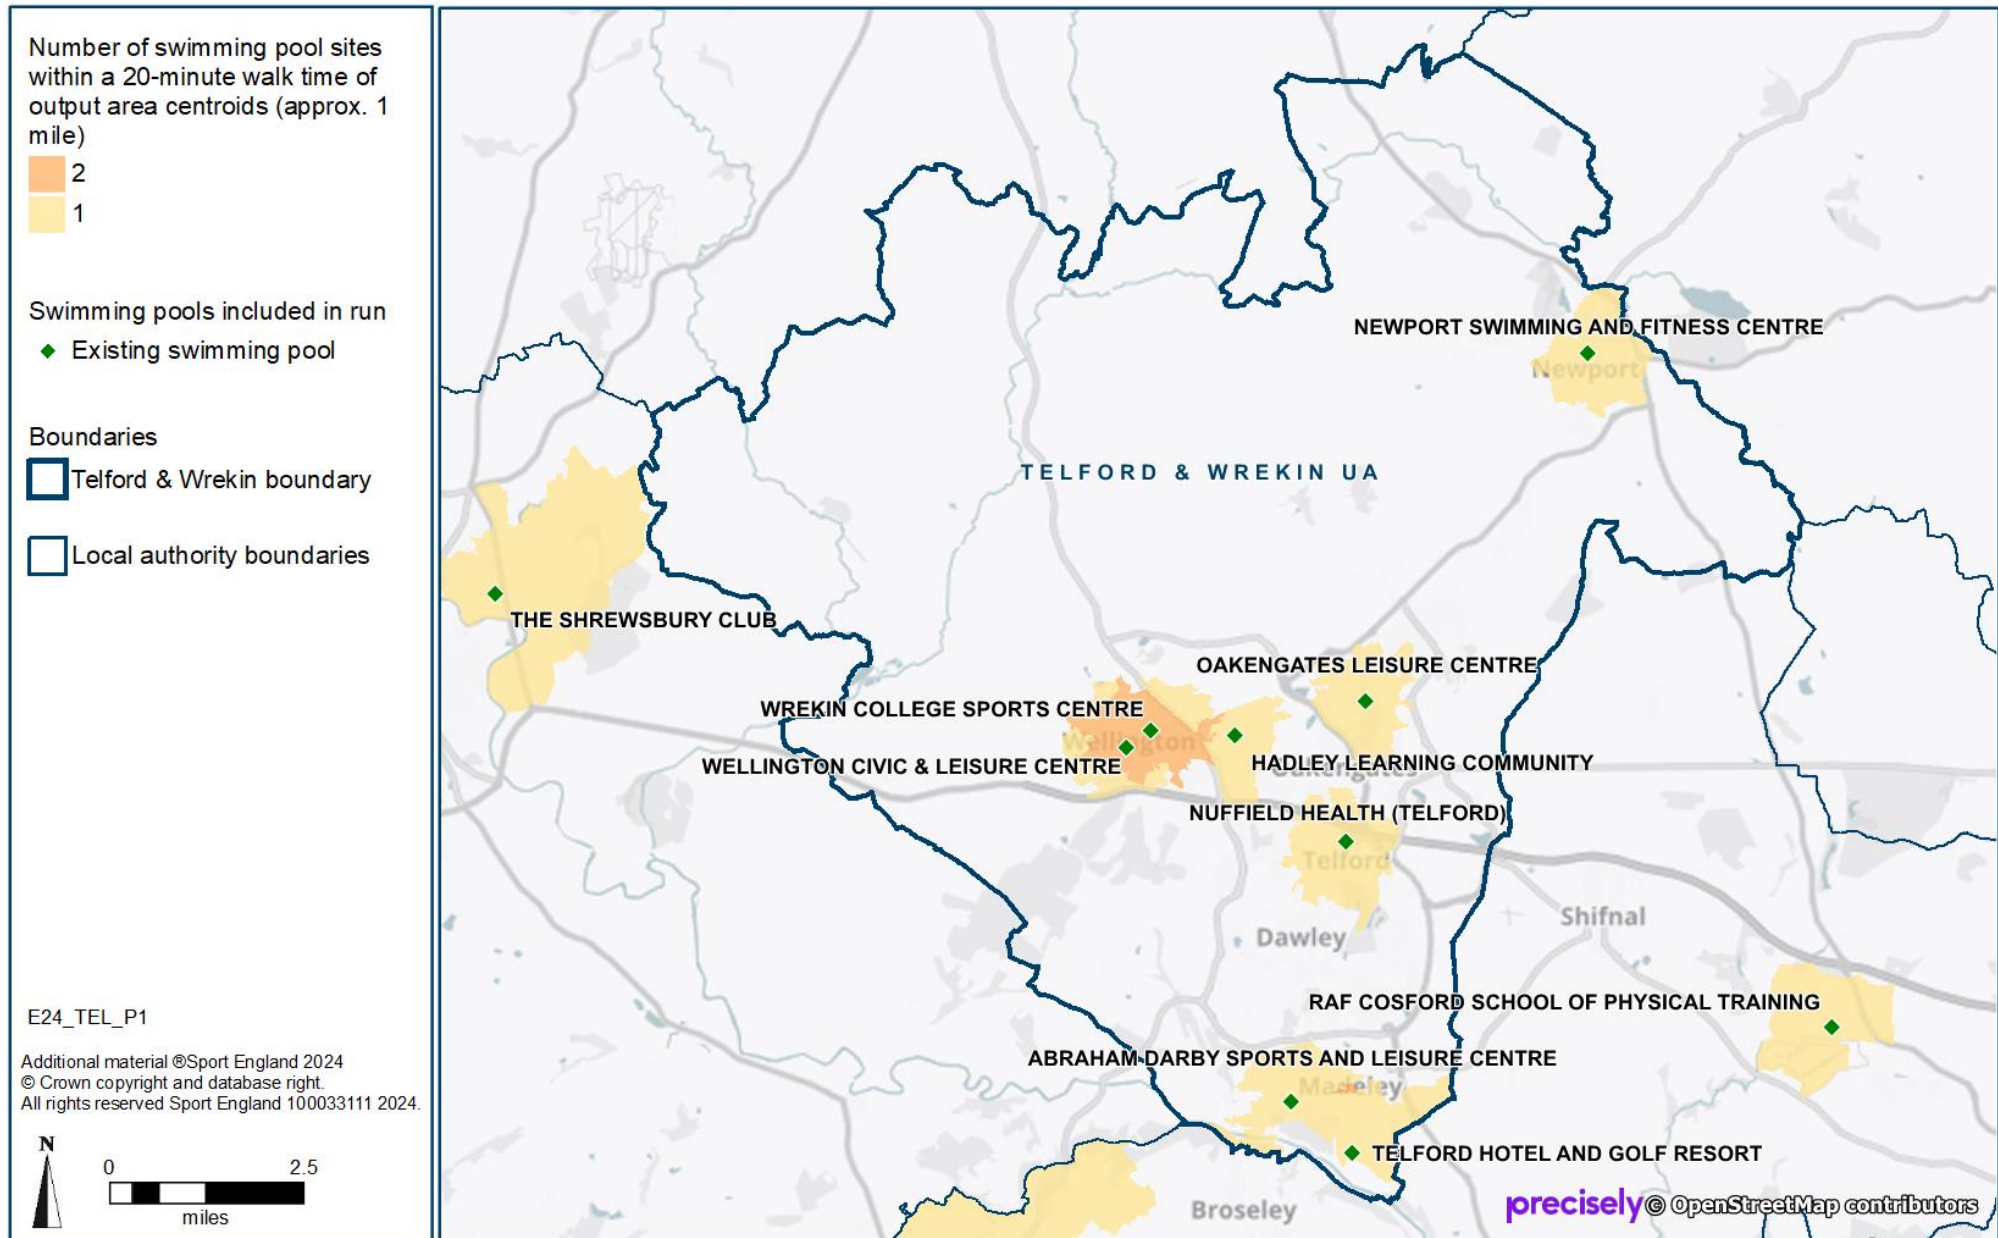 Number of swimming pool sites
within a 20-minute walk time of
output area centroids (approx. 1
mile)
2
1
Swimming pools included in run
Existing swimming pool
Boundaries
Telford & Wrekin boundary
Local authority boundaries
E24_TEL_P1
Additional material ®Sport England 2024
© Crown copyright and database right.
All rights reserved Sport England 100033111 2024.
N
0 2.5
miles
NEWPORT SWIMMING AND FITNESS CENTRE
Newport
TELFORD & WREKIN UA
THE SHREWSBURY CLUB
OAKENGATES LEISURE CENTRE
WREKIN COLLEGE SPORTS CENTRE
Wellington
WELLINGTON CIVIC & LEISURE CENTRE
HADLEY LEARNING COMMUNITY
Oakengates
NUFFIELD HEALTH (TELFORD)
Telford
Shifnal
Dawley
RAF COSFORD SCHOOL OF PHYSICAL TRAINING
ABRAHAM DARBY SPORTS AND LEISURE CENTRE
Madeley
TELFORD HOTEL AND GOLF RESORT
Broseley
precisely © OpenStreetMap contributors